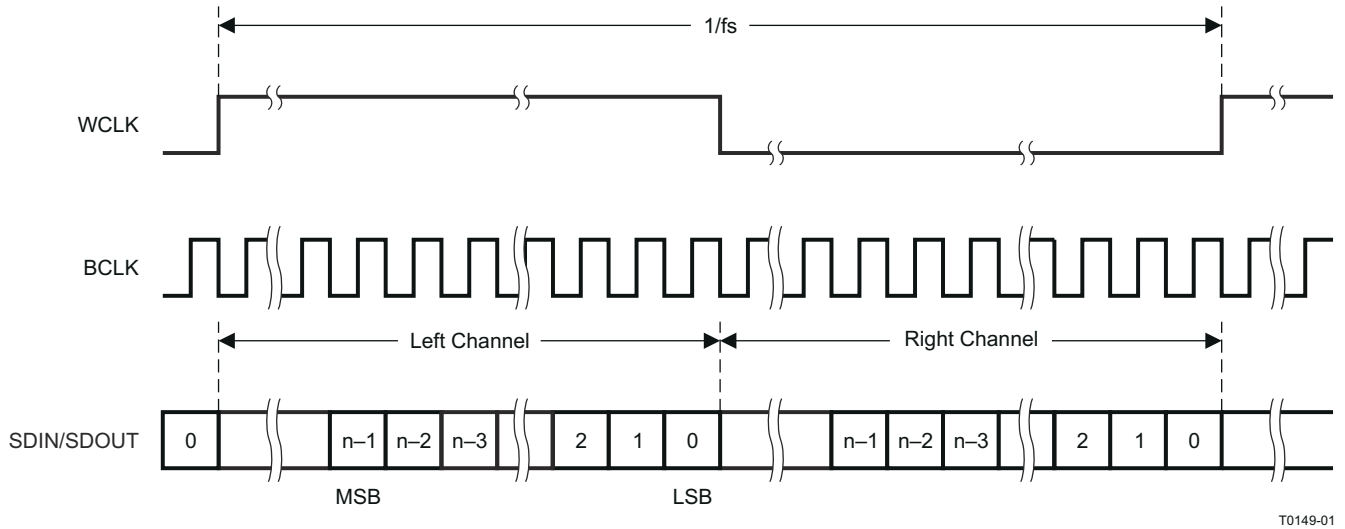 1/fs
WCLK
BCLK
Left Channel Right Channel
SDIN/SDOUT 0 n–1 n–2 n–3 2 1 0 n–1 n–2 n–3 2 1 0
MSB LSB
T0149-01